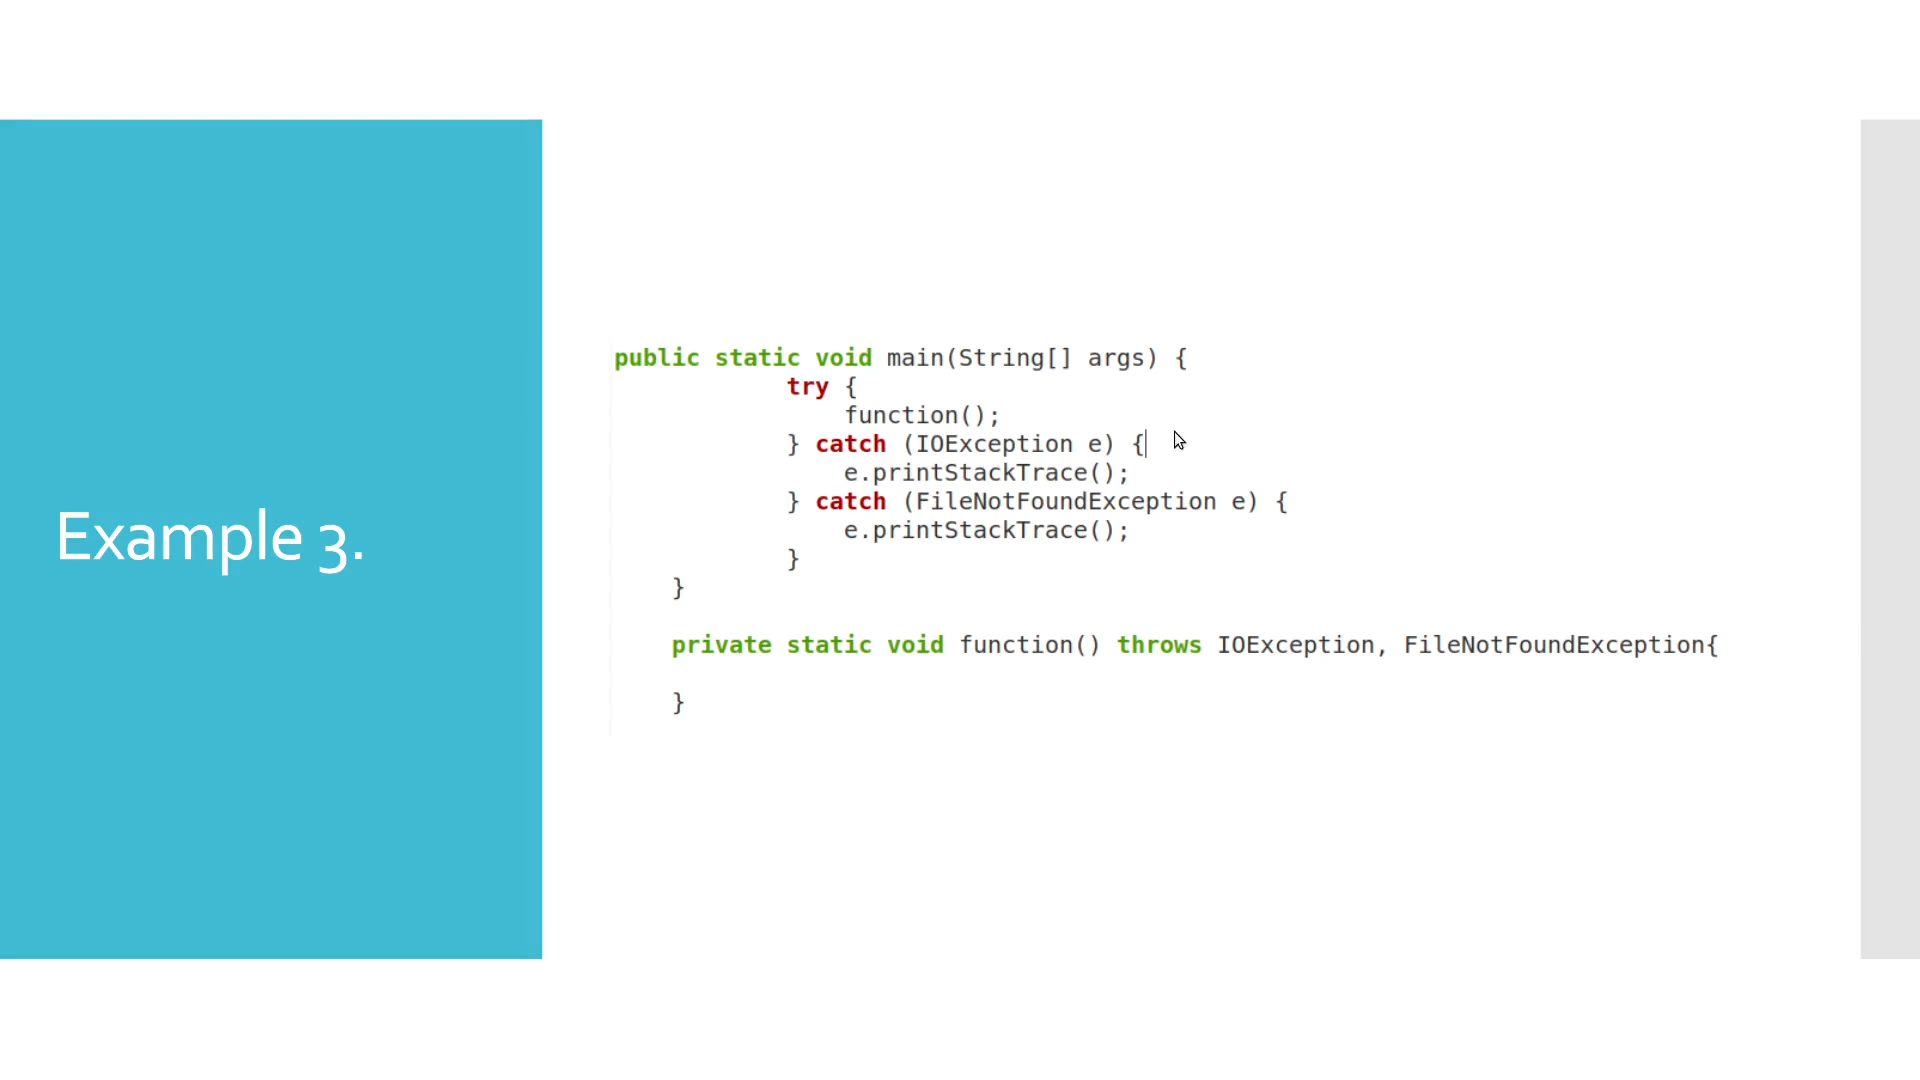 Example 3.
public static void main(String[] args) {
try {
function();
} catch (IOException e) {
e.printStackTrace();
} catch (FileNotFoundException e) {
e.printStackTrace();
}
}
private static void function() throws IOException, FileNotFoundException{
}